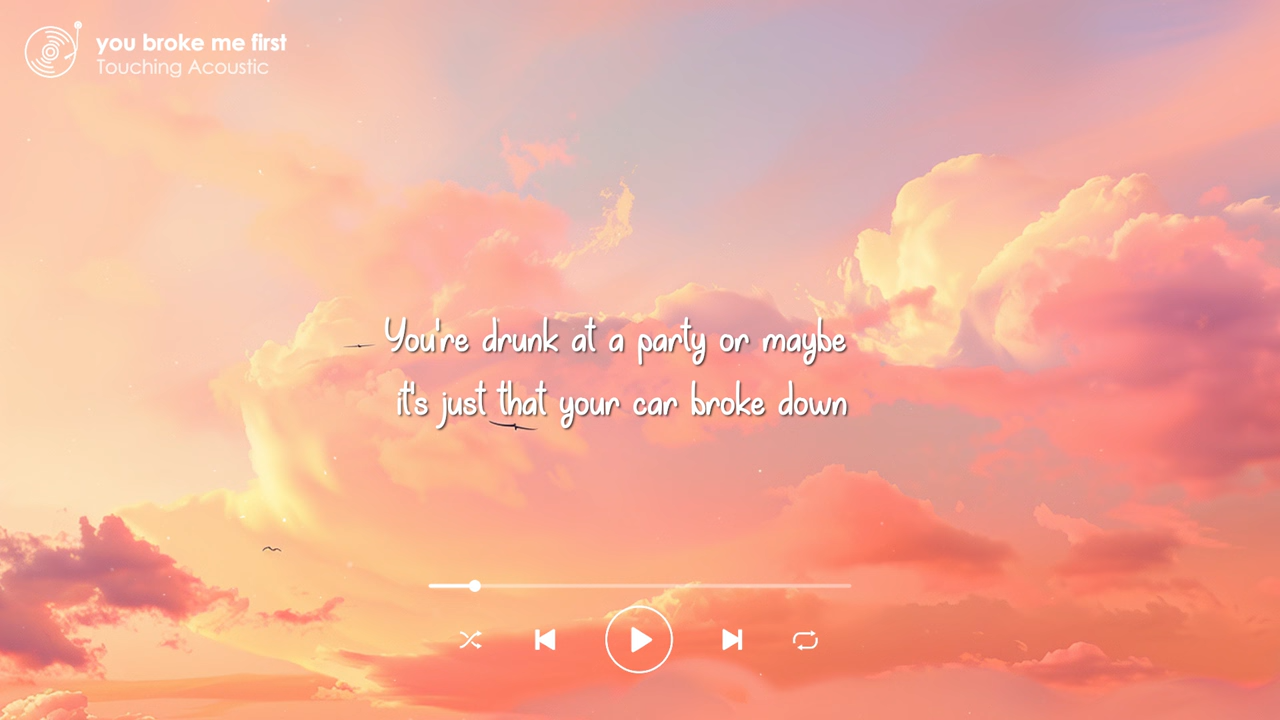 you broke me first
Touching Acoustic
You're drunk at a party or maybe
it's just that your car broke down